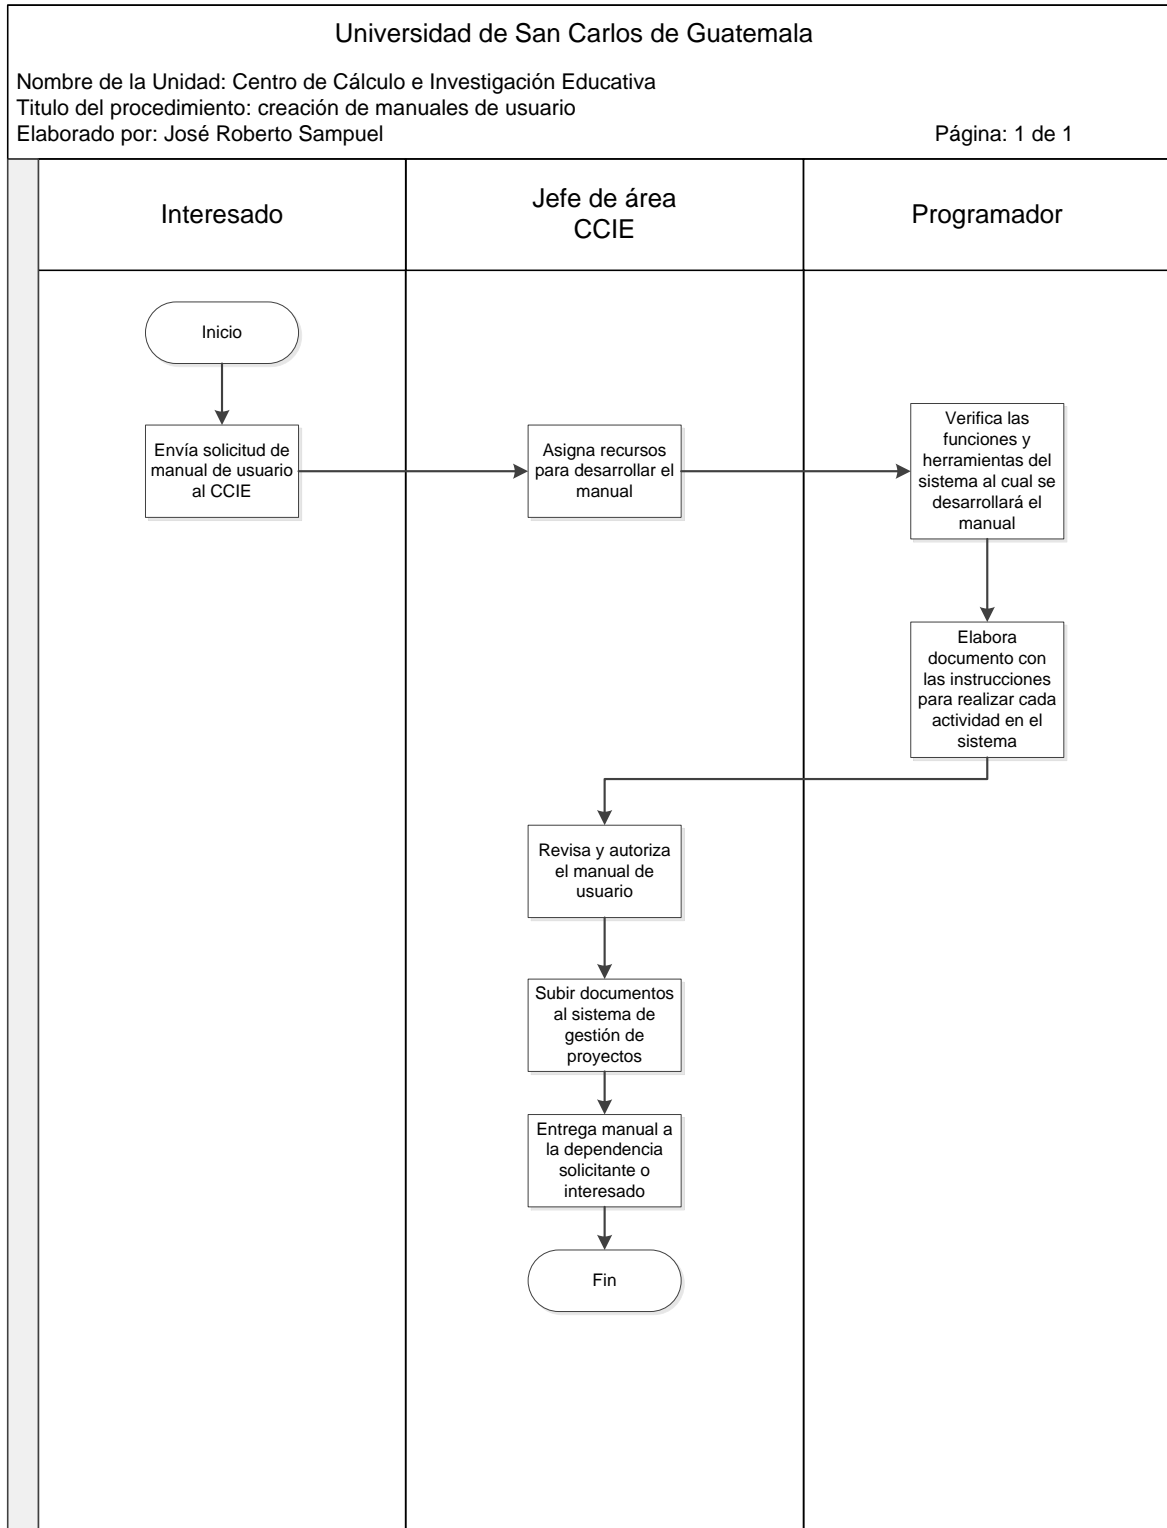 Universidad de San Carlos de Guatemala
Nombre de la Unidad: Centro de Cálculo e Investigación Educativa
Titulo del procedimiento: creación de manuales de usuario
Elaborado por: José Roberto Sampuel
Página: 1 de 1
Interesado
Jefe de área
CCIE
Programador
Inicio
Envía solicitud de
manual de usuario
al CCIE
Asigna recursos
para desarrollar el
manual
Verifica las
funciones y
herramientas del
sistema al cual se
desarrollará el
manual
Elabora
documento con
las instrucciones
para realizar cada
actividad en el
sistema
Revisa y autoriza
el manual de
usuario
Subir documentos
al sistema de
gestión de
proyectos
Entrega manual a
la dependencia
solicitante o
interesado
Fin